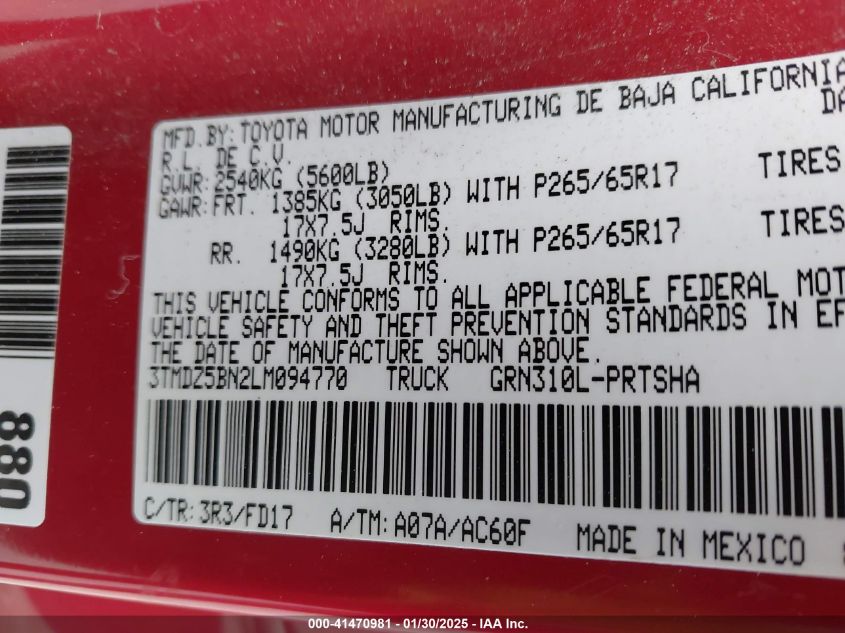 MFD.BY: TOYOTA MOTOR MANUFACTURING DE BAJA CALIFORNIA
R L. DE C.V.
GVWR: 2540KG (5600LB)
GAWR: FRT. 1385KG (3050LB) WITH P265/65R17 TIRES
17X7.5J RIMS.
RR. 1490KG (3280LB) WITH P265/65R17 TIRES
17X7.5J RIMS.
THIS VEHICLE CONFORMS TO ALL APPLICABLE FEDERAL MOT
VEHICLE SAFETY AND THEFT PREVENTION STANDARDS IN EF
THE DATE OF MANUFACTURE SHOWN ABOVE.
3TMDZ5BN2LM094770 TRUCK GRN310L-PRTSHA
C/TR: 3R3/FD17 A/TM: A07A/AC60F MADE IN MEXICO
880
000-41470981 - 01/30/2025 - IAA Inc.